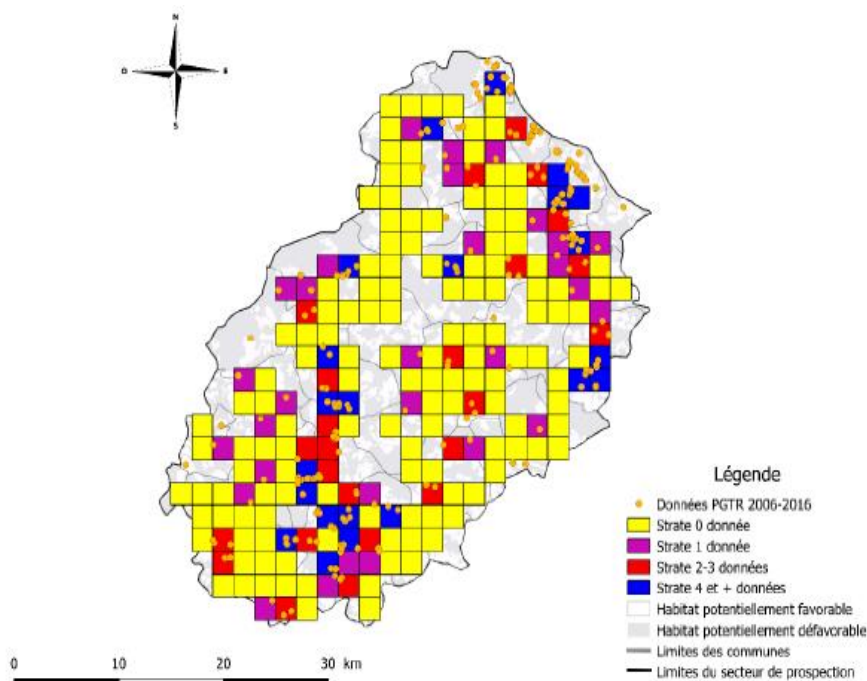 N
O
E
S
Légende
Données PGTR 2006-2016
Strate 0 donnée
Strate 1 donnée
Strate 2-3 données
Strate 4 et + données
Habitat potentiellement favorable
Habitat potentiellement défavorable
Limites des communes
Limites du secteur de prospection
0 10 20 30 km